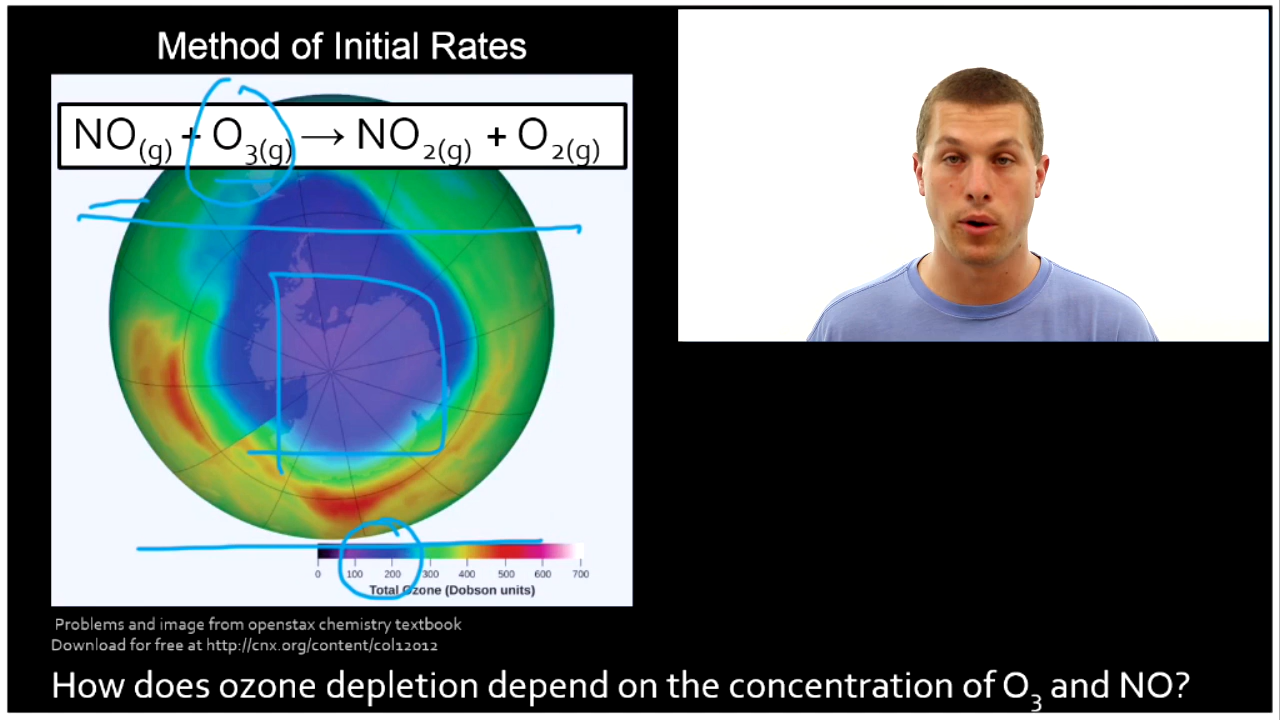 Method of Initial Rates
NO(g) + O3(g) → NO2(g) + O2(g)
0 100 200 300 400 500 600 700
Total Ozone (Dobson units)
Problems and image from openstax chemistry textbook
Download for free at http://cnx.org/content/col12012
How does ozone depletion depend on the concentration of O3 and NO?